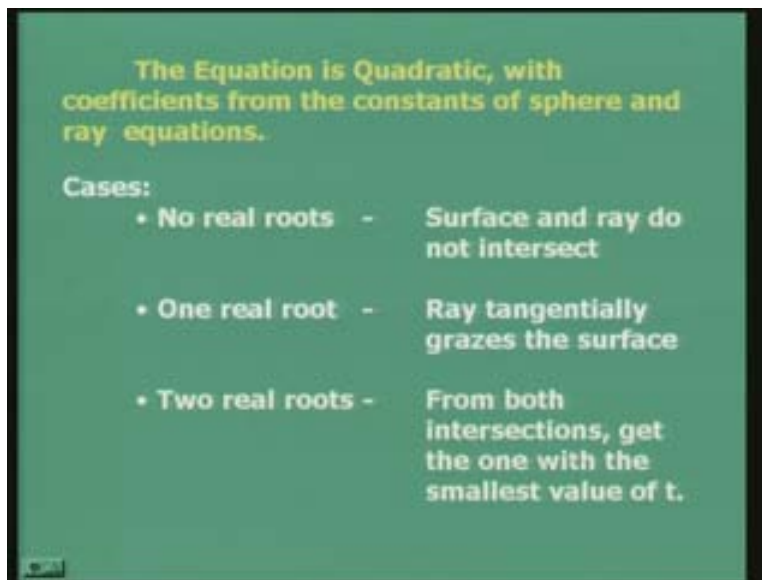 The Equation is Quadratic, with
coefficients from the constants of sphere and
ray equations.
Cases:
• No real roots - Surface and ray do
not intersect
• One real root - Ray tangentially
grazes the surface
• Two real roots - From both
intersections, get
the one with the
smallest value of t.